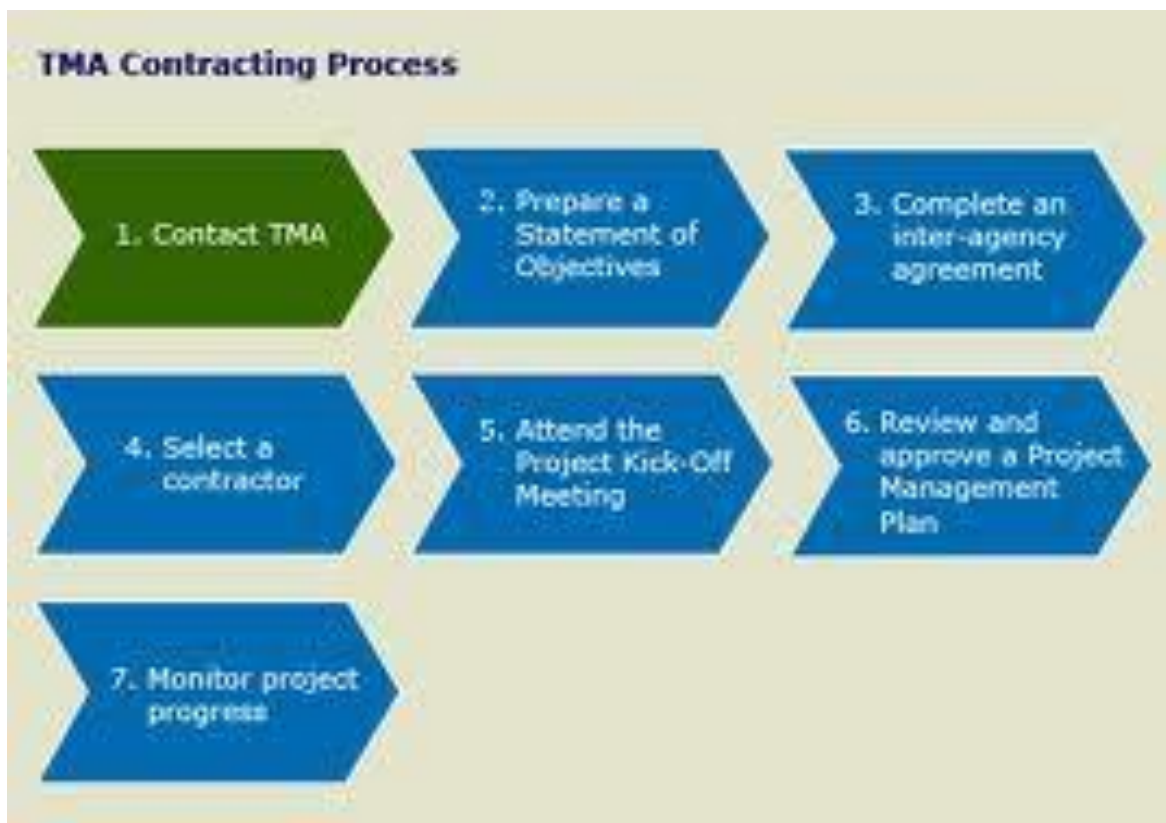 TMA Contracting Process
1. Contact TMA
2. Prepare a
Statement of
Objectives
3. Complete an
inter-agency
agreement
4. Select a
contractor
5. Attend the
Project Kick-Off
Meeting
6. Review and
approve a Project
Management
Plan
7. Monitor project
progress